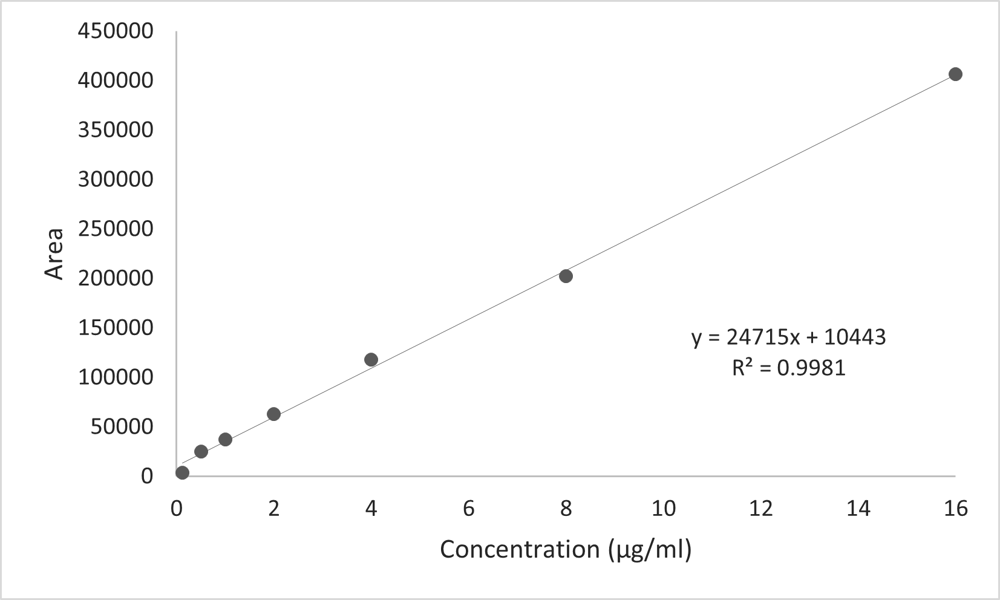 450000
400000
350000
300000
250000
200000
150000
100000
50000
0
Area
y = 24715x + 10443
R² = 0.9981
0 2 4 6 8 10 12 14 16
Concentration (µg/ml)